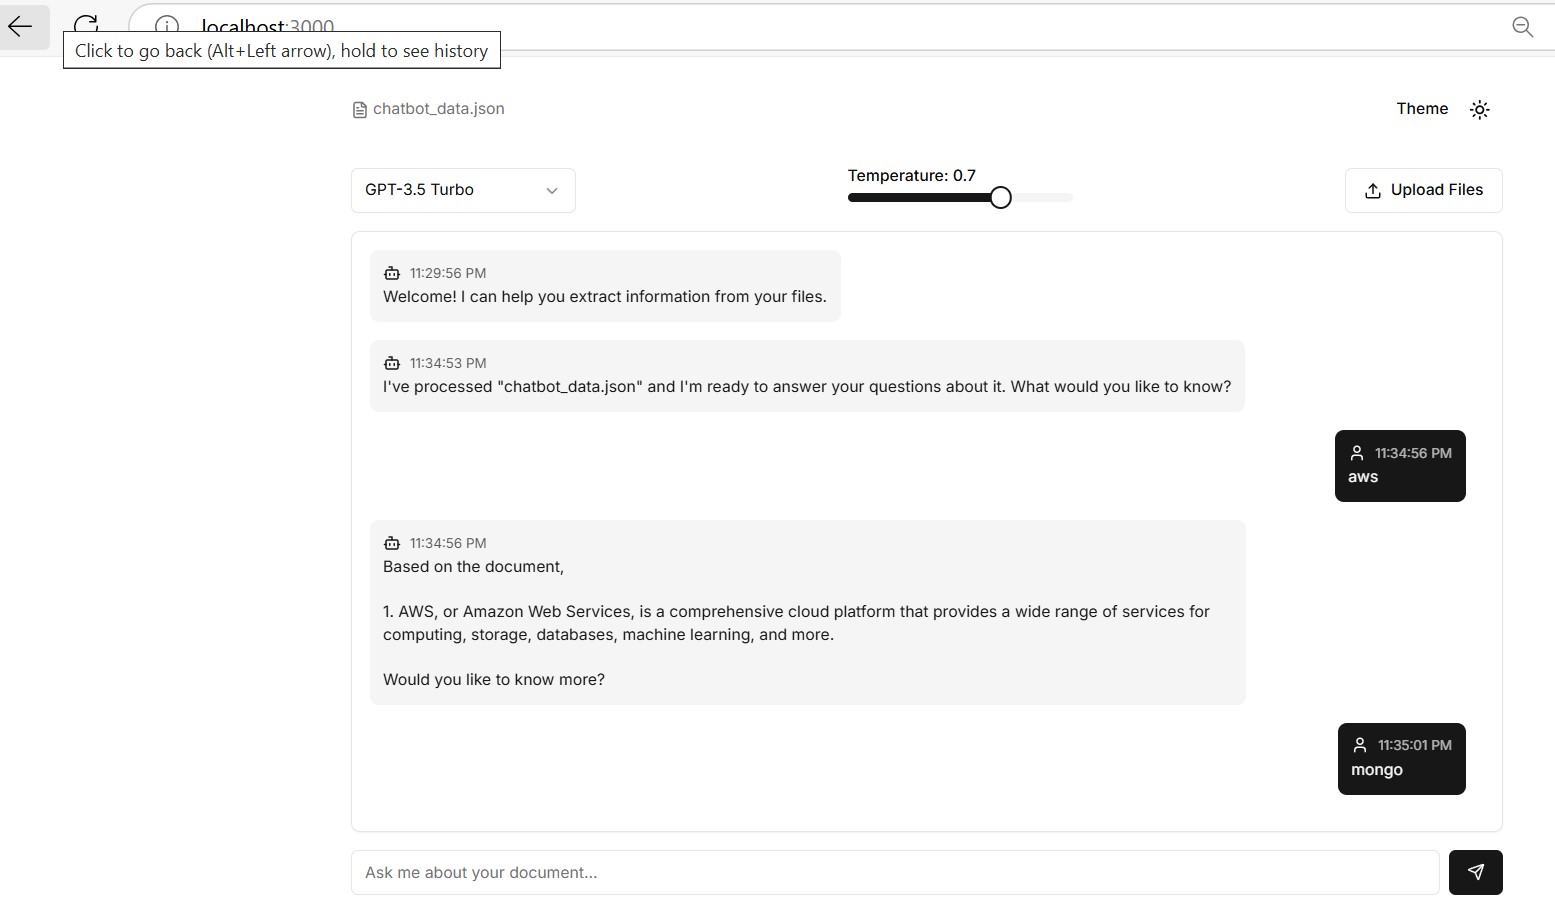 localhost:3000
Click to go back (Alt+Left arrow), hold to see history
chatbot_data.json
Theme
GPT-3.5 Turbo
Temperature: 0.7
Upload Files
11:29:56 PM
Welcome! I can help you extract information from your files.
11:34:53 PM
I've processed "chatbot_data.json" and I'm ready to answer your questions about it. What would you like to know?
11:34:56 PM
aws
11:34:56 PM
Based on the document,
1. AWS, or Amazon Web Services, is a comprehensive cloud platform that provides a wide range of services for
computing, storage, databases, machine learning, and more.
Would you like to know more?
11:35:01 PM
mongo
Ask me about your document...